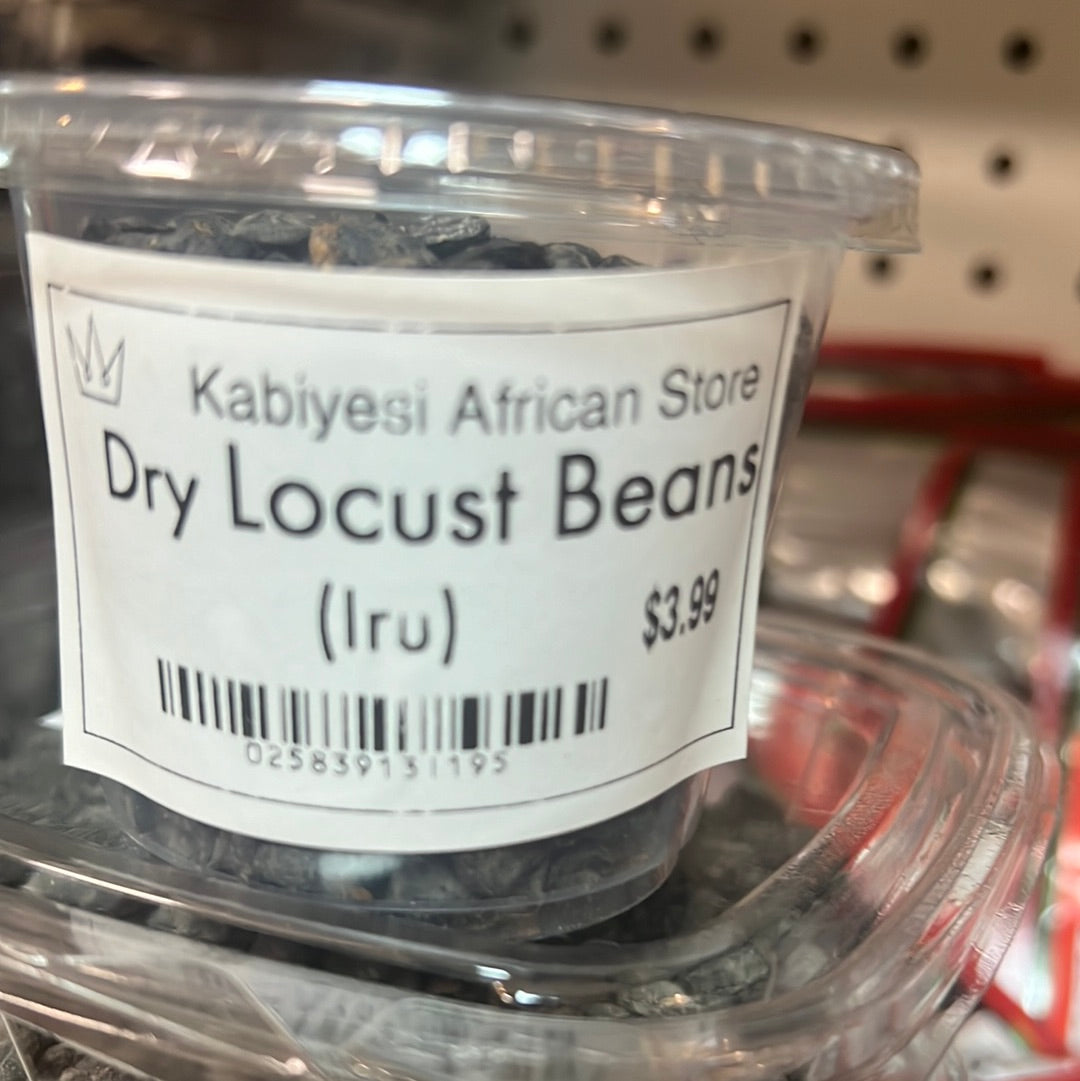 Kabiyesi African Store
Dry Locust Beans
(Iru)
$3.99
025839131195